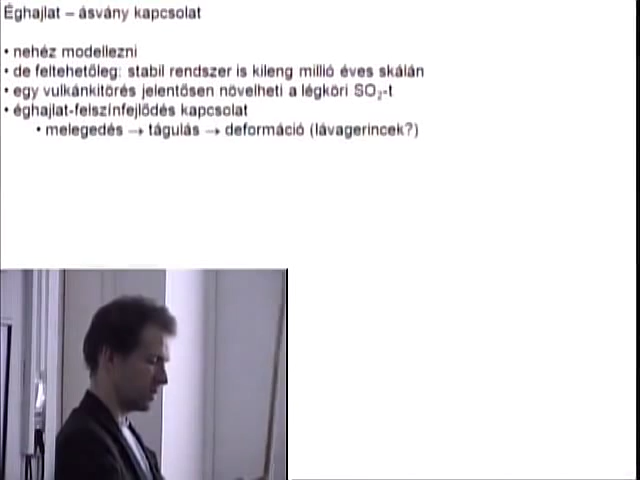 Éghajlat – ásvány kapcsolat
• nehéz modellezni
• de feltehetőleg: stabil rendszer is kileng millió éves skálán
• egy vulkánkitörés jelentősen növelheti a légköri SO₂-t
• éghajlat-felszínfejlődés kapcsolat
• melegedés → tágulás → deformáció (lávagerincek?)